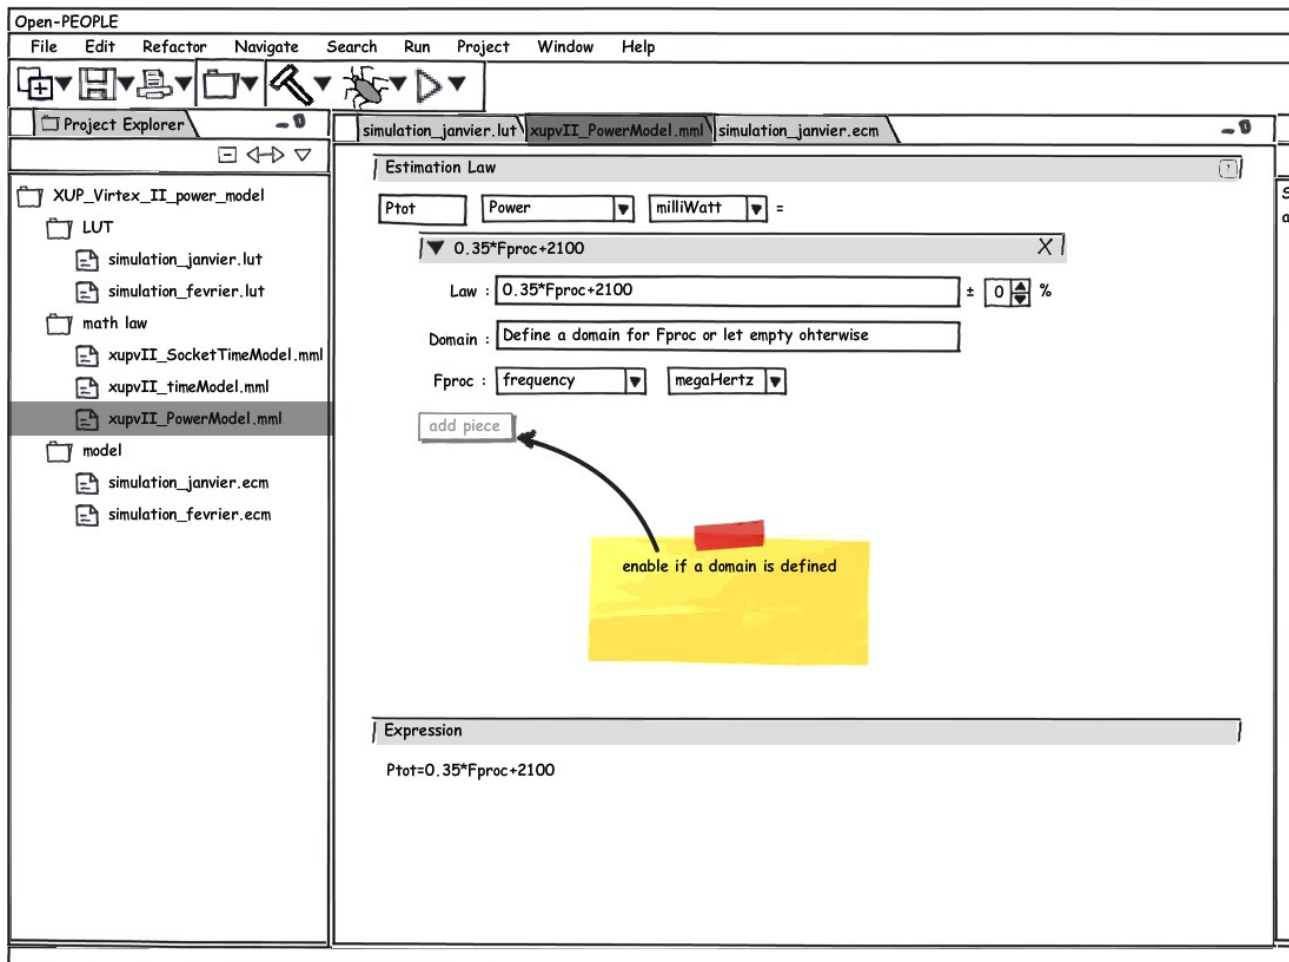 Open-PEOPLE
File Edit Refactor Navigate Search Run Project Window Help
Project Explorer
XUP_Virtex_II_power_model
LUT
simulation_janvier.lut
simulation_fevrier.lut
math law
xupvII_SocketTimeModel.mml
xupvII_timeModel.mml
xupvII_PowerModel.mml
model
simulation_janvier.ecm
simulation_fevrier.ecm
simulation_janvier.lut xupvII_PowerModel.mml simulation_janvier.ecm
Estimation Law ?
Ptot Power milliWatt =
0.35*Fproc+2100 X
Law : 0.35*Fproc+2100 ± 0 %
Domain : Define a domain for Fproc or let empty ohterwise
Fproc : frequency megaHertz
add piece
enable if a domain is defined
Expression
Ptot=0.35*Fproc+2100